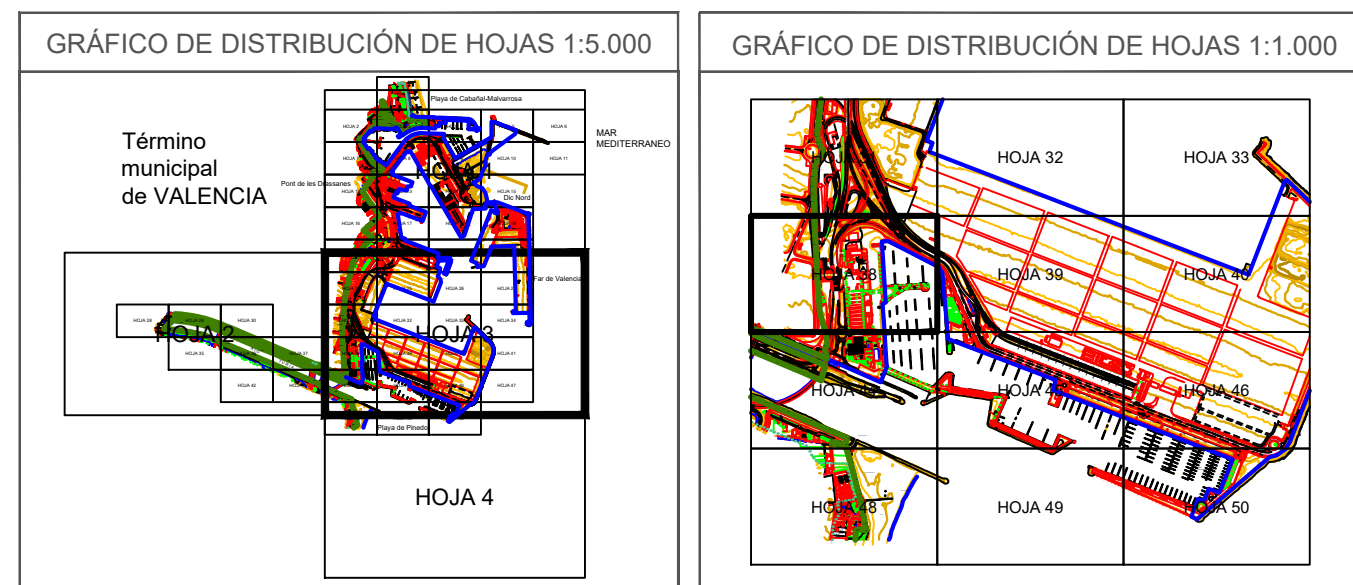 GRÁFICO DE DISTRIBUCIÓN DE HOJAS 1:5.000
Término
municipal
de VALENCIA
Playa de Cabañal-Malvarrosa
HOJA 2
HOJA 6
MAR
MEDITERRANEO
HOJA 10
HOJA 11
Pont de les Drassanes
HOJA 15
Dic Nord
HOJA 16
Far de Valencia
HOJA 26
HOJA 28
HOJA 30
HOJA 2
HOJA 32
HOJA 3
HOJA 34
HOJA 35
HOJA 37
HOJA 41
HOJA 42
HOJA 47
Playa de Pinedo
HOJA 4
GRÁFICO DE DISTRIBUCIÓN DE HOJAS 1:1.000
HOJA 32
HOJA 33
HOJA 38
HOJA 39
HOJA 40
HOJA 46
HOJA 48
HOJA 49
HOJA 50